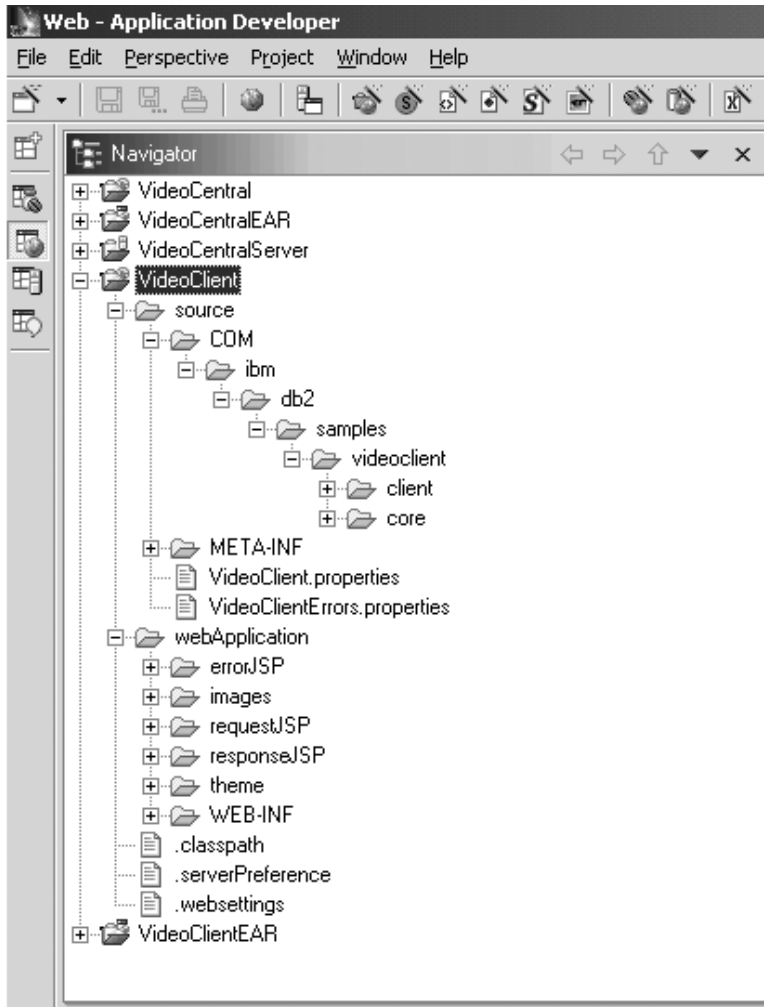 Web - Application Developer
File Edit Perspective Project Window Help
Navigator
VideoCentral
VideoCentralEAR
VideoCentralServer
VideoClient
source
COM
ibm
db2
samples
videoclient
client
core
META-INF
VideoClient.properties
VideoClientErrors.properties
webApplication
errorJSP
images
requestJSP
responseJSP
theme
WEB-INF
.classpath
.serverPreference
.websettings
VideoClientEAR